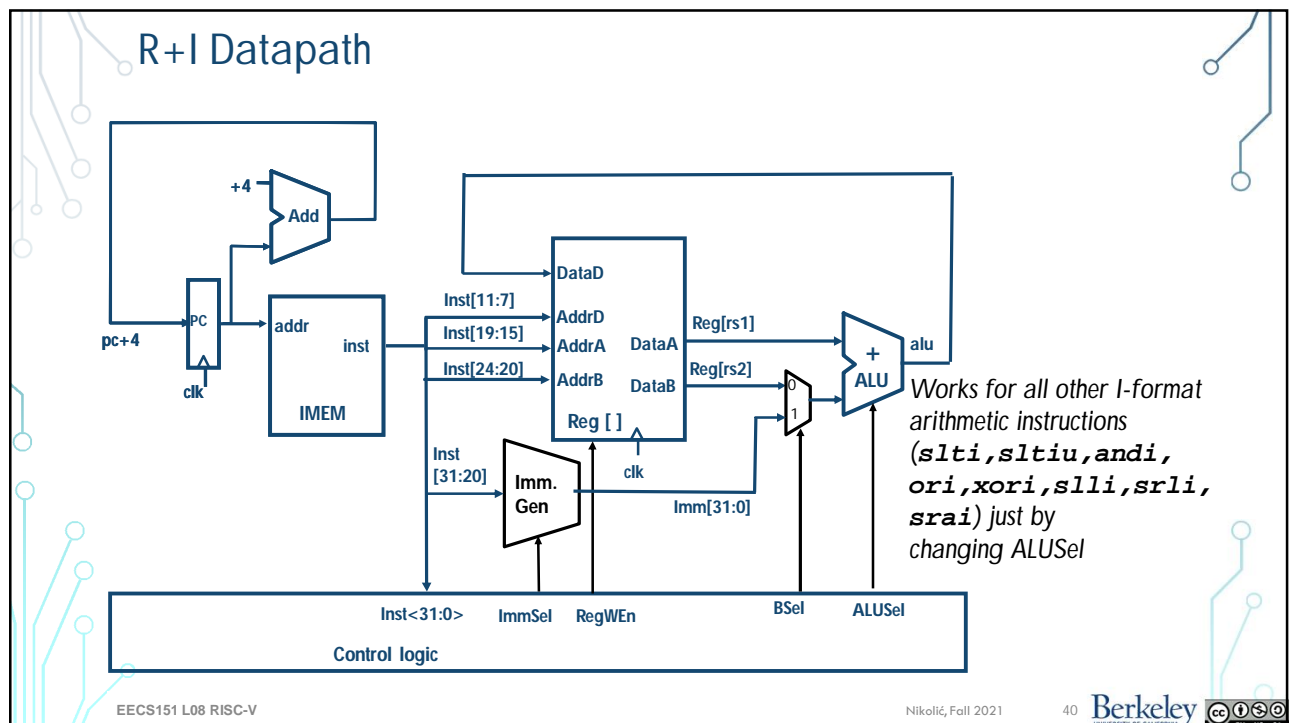 R+I Datapath
+4
Add
DataD
Inst[11:7]
PC
addr
AddrD
Reg[rs1]
Inst[19:15]
pc+4
inst
AddrA
DataA
+
alu
Inst[24:20]
Reg[rs2]
AddrB
DataB
0
ALU
clk
IMEM
Reg [ ]
1
clk
Inst
[31:20]
Imm.
Gen
Imm[31:0]
Works for all other I-format
arithmetic instructions
(slti,sltiu,andi,
ori,xori,slli,srli,
srai) just by
changing ALUSel
Inst<31:0>
ImmSel
RegWEn
BSel
ALUSel
Control logic
EECS151 L08 RISC-V
Nikolić, Fall 2021
40
Berkeley
cc